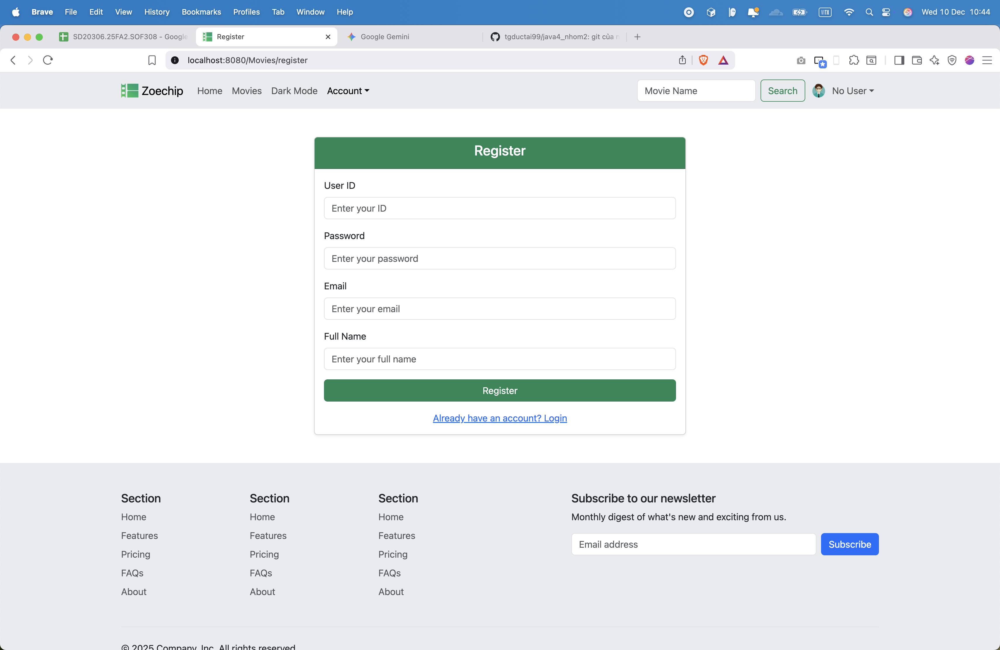 Brave File Edit View History Bookmarks Profiles Tab Window Help VITX Wed 10 Dec 10:44
SD20306.25FA2.SOF308 - Google Register Google Gemini tgductai99/java4_nhom2: git của n
localhost:8080/Movies/register
Zoechip Home Movies Dark Mode Account Movie Name Search No User
Register
User ID
Enter your ID
Password
Enter your password
Email
Enter your email
Full Name
Enter your full name
Register
Already have an account? Login
Section Section Section Subscribe to our newsletter
Home Home Home Monthly digest of what's new and exciting from us.
Features Features Features
Email address Subscribe
Pricing Pricing Pricing
FAQs FAQs FAQs
About About About
© 2025 Company, Inc. All rights reserved.